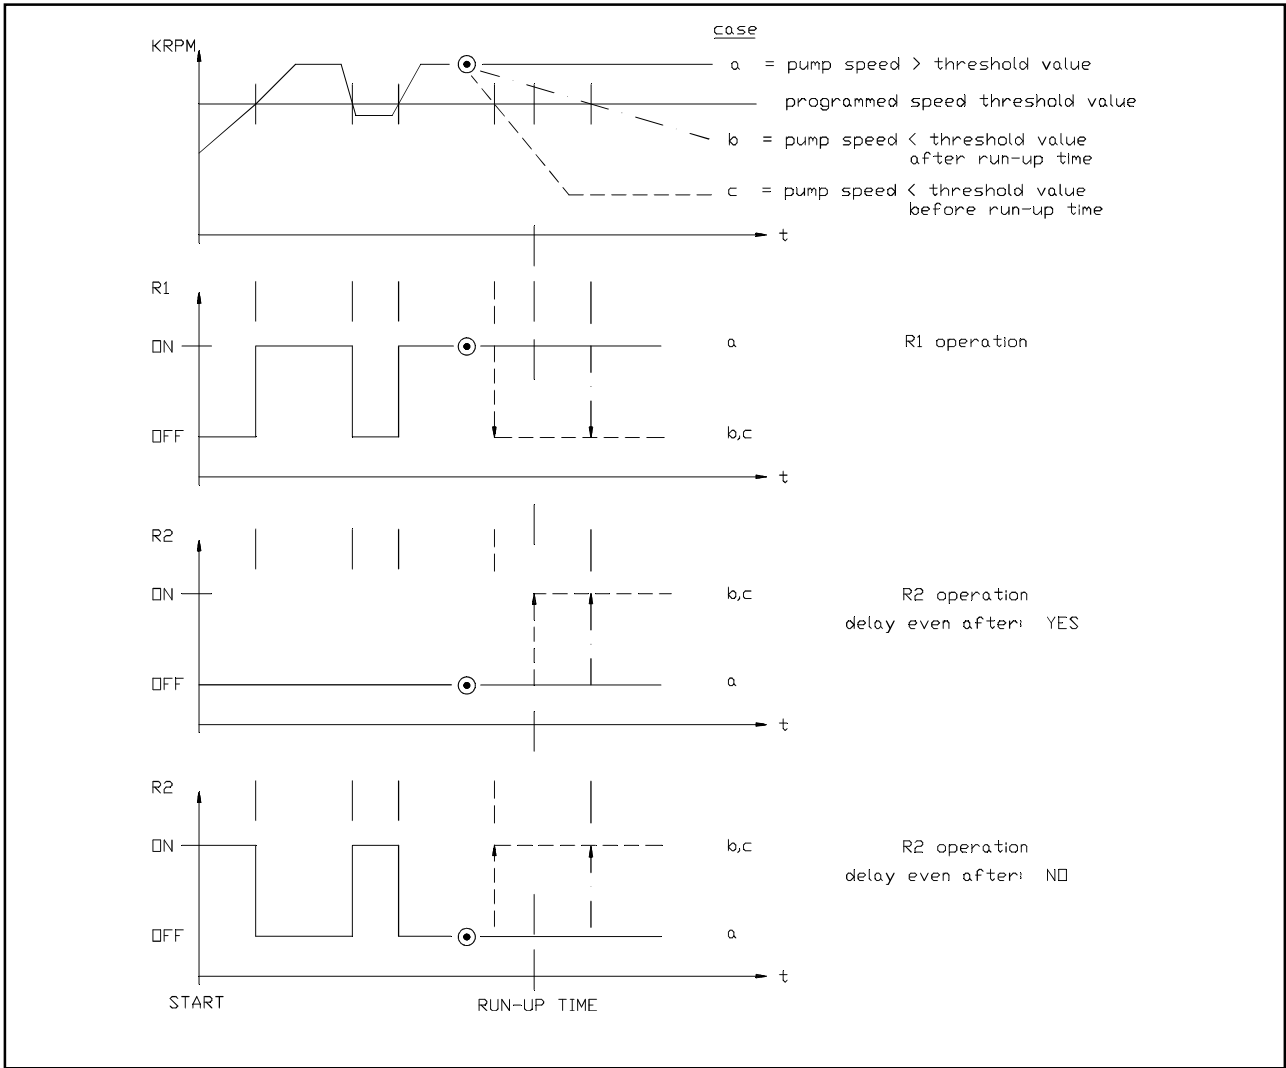 case
KRPM
a = pump speed > threshold value
programmed speed threshold value
b = pump speed < threshold value
after run-up time
c = pump speed < threshold value
before run-up time
t
R1
ON
a
R1 operation
OFF
b,c
t
R2
ON
b,c
R2 operation
delay even after: YES
OFF
a
t
R2
ON
b,c
R2 operation
delay even after: NO
OFF
a
t
START
RUN-UP TIME